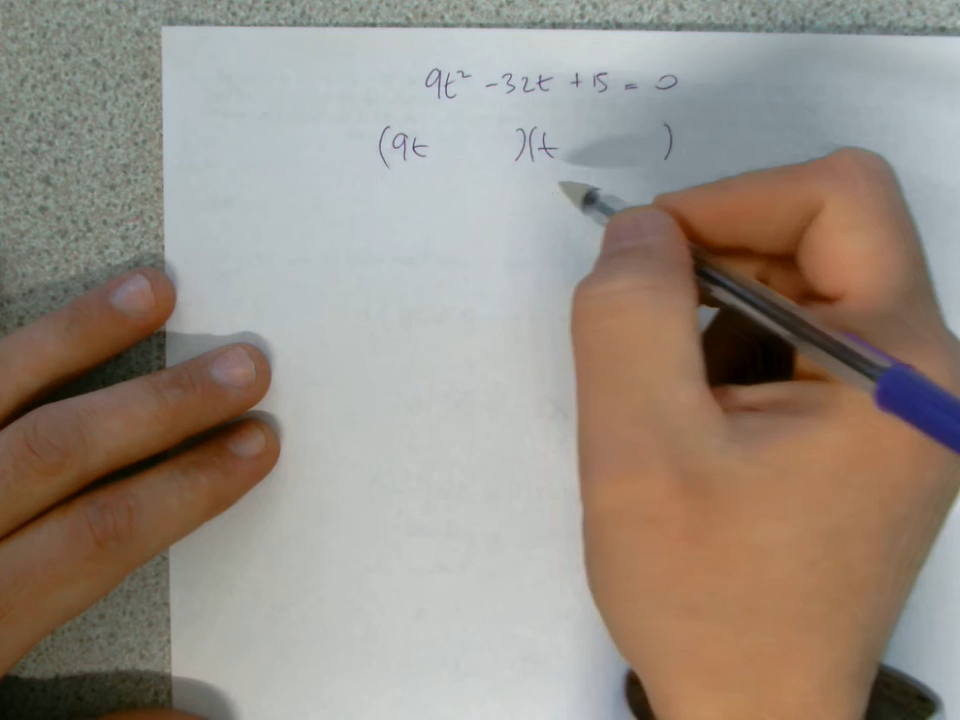 9t² - 32t + 15 = 0
(9t )(t )